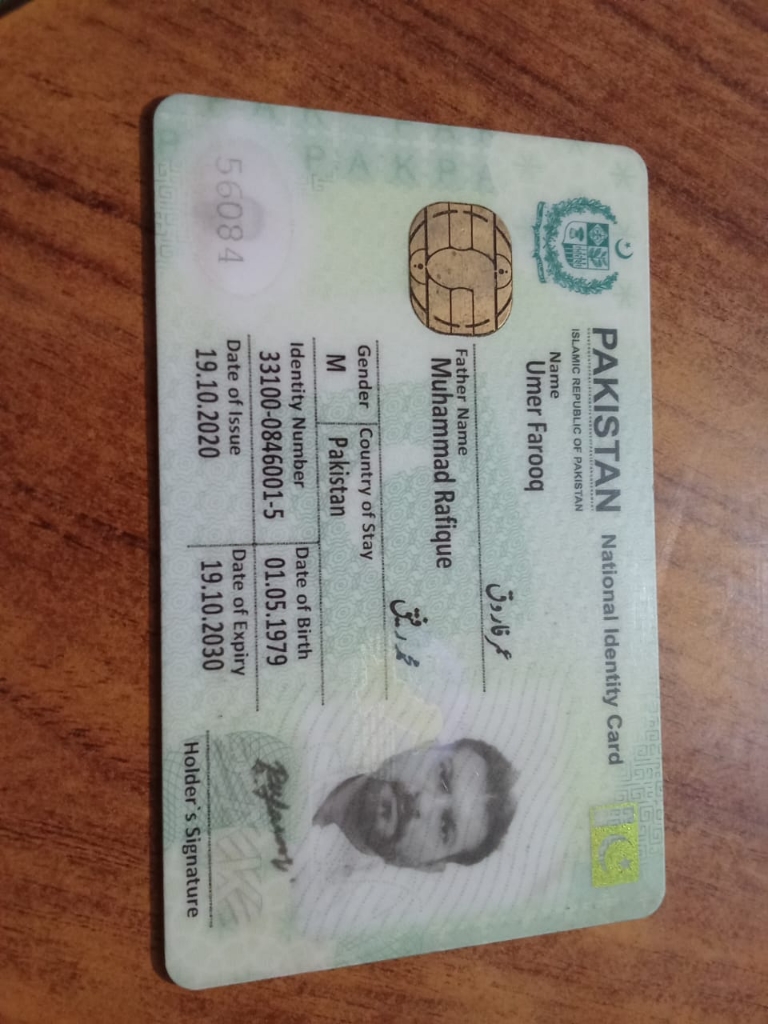 PAKISTAN National Identity Card
ISLAMIC REPUBLIC OF PAKISTAN
Name
Umer Farooq
عمر فاروق
Father Name
Muhammad Rafique
محمد رفیق
Gender Country of Stay
M Pakistan
Identity Number Date of Birth
33100-0846001-5 01.05.1979
Date of Issue Date of Expiry
19.10.2020 19.10.2030
Holder's Signature
56084
PAKPA